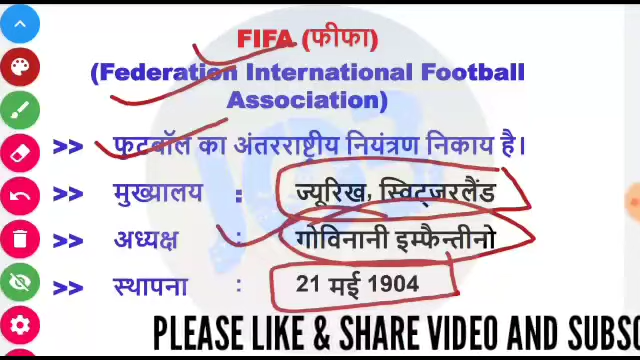 FIFA (फीफा)
(Federation International Football
Association)
>> फुटबॉल का अंतरराष्ट्रीय नियंत्रण निकाय है।
>> मुख्यालय : ज्यूरिख, स्विट्जरलैंड
>> अध्यक्ष : गोविनानी इम्फैन्तीनो
>> स्थापना : 21 मई 1904
PLEASE LIKE & SHARE VIDEO AND SUBSC